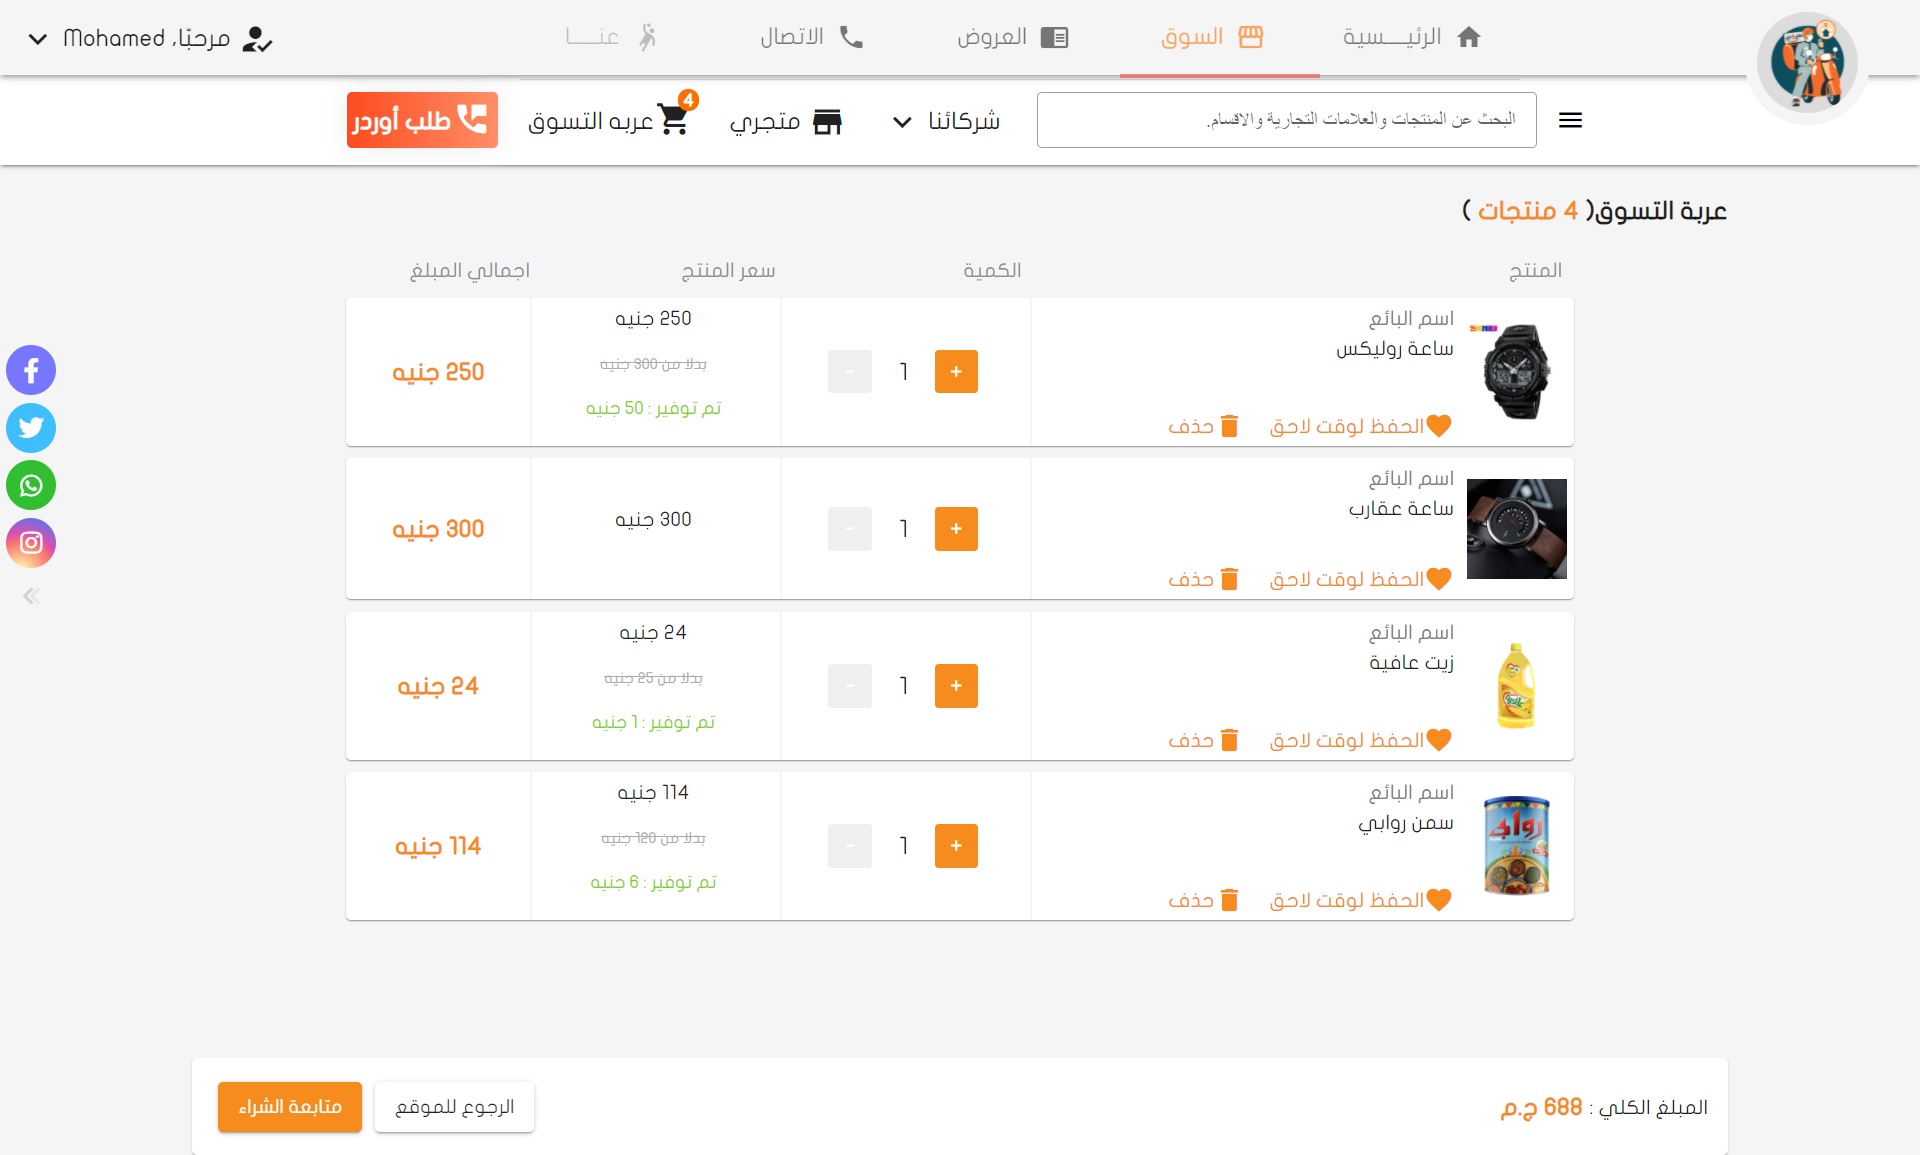 الرئيـــسية
السوق
العروض
الاتصال
عنـــــا
مرحبًا، Mohamed
البحث عن المنتجات والعلامات التجارية والاقسام.
شركائنا
متجري
عربه التسوق
4
طلب أوردر
عربة التسوق( 4 منتجات )
المنتج
الكمية
سعر المنتج
اجمالي المبلغ
اسم البائع
ساعة روليكس
الحفظ لوقت لاحق
حذف
+
1
-
250 جنيه
بدلا من 300 جنيه
تم توفير : 50 جنيه
250 جنيه
اسم البائع
ساعة عقارب
الحفظ لوقت لاحق
حذف
+
1
-
300 جنيه
300 جنيه
اسم البائع
زيت عافية
الحفظ لوقت لاحق
حذف
+
1
-
24 جنيه
بدلا من 25 جنيه
تم توفير : 1 جنيه
24 جنيه
روابي
اسم البائع
سمن روابي
الحفظ لوقت لاحق
حذف
+
1
-
114 جنيه
بدلا من 120 جنيه
تم توفير : 6 جنيه
114 جنيه
المبلغ الكلي : 688 ج.م
الرجوع للموقع
متابعة الشراء